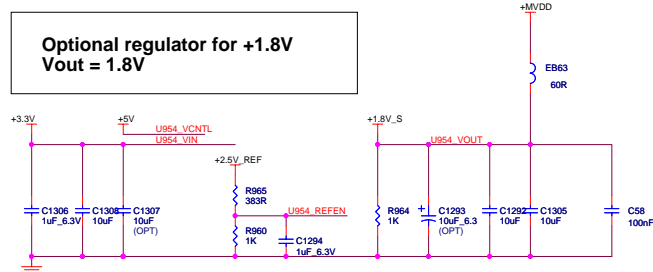 +MVDD
Optional regulator for +1.8V
Vout = 1.8V
EB63
60R
+3.3V
+5V
+1.8V_S
U954_VCNTL
U954_VIN
U954_VOUT
+2.5V_REF
R965
383R
U954_REFEN
C1306
1uF_6.3V
C1308
10uF
C1307
10uF
(OPT)
R960
1K
C1294
1uF_6.3V
R964
1K
C1293
10uF_6.3
(OPT)
C1292
10uF
C1305
10uF
C58
100nF